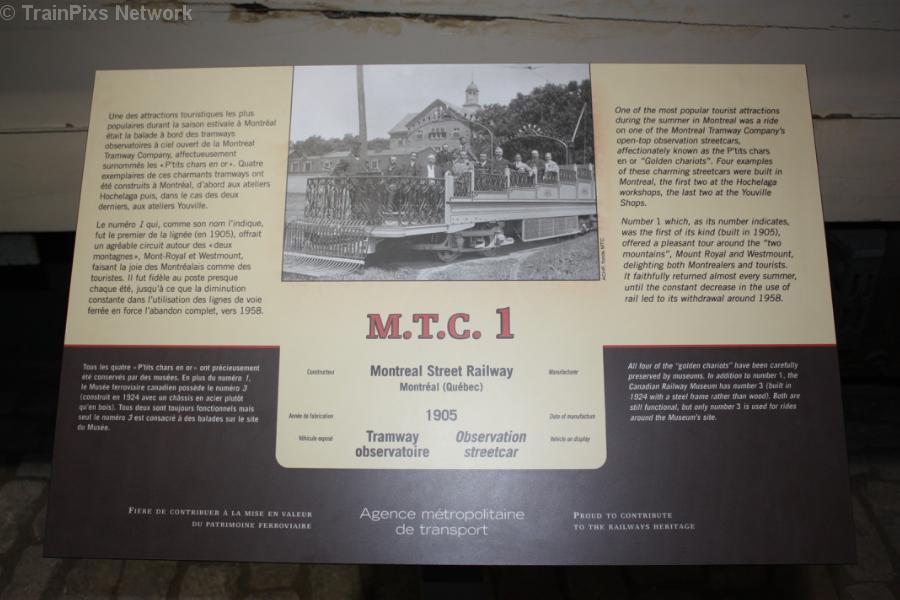 © TrainPixs Network
Une des attractions touristiques les plus
populaires durant la saison estivale à Montréal
était la balade à bord des tramways
observatoires à ciel ouvert de la Montreal
Tramway Company, affectueusement
surnommés les «P'tits chars en or». Quatre
exemplaires de ces charmants tramways ont
été construits à Montréal, d'abord aux ateliers
Hochelaga puis, dans le cas des deux
derniers, aux ateliers Youville.
Le numéro 1 qui, comme son nom l'indique,
fut le premier de la lignée (en 1905), offrait
un agréable circuit autour des «deux
montagnes», Mont-Royal et Westmount,
faisant la joie des Montréalais comme des
touristes. Il fut fidèle au poste presque
chaque été, jusqu'à ce que la diminution
constante dans l'utilisation des lignes de voie
ferrée en force l'abandon complet, vers 1958.
One of the most popular tourist attractions
during the summer in Montreal was a ride
on one of the Montreal Tramway Company's
open-top observation streetcars,
affectionately known as the P'tits chars
en or "Golden chariots". Four examples
of these charming streetcars were built in
Montreal, the first two at the Hochelaga
workshops, the last two at the Youville
Shops.
Number 1 which, as its number indicates,
was the first of its kind (built in 1905),
offered a pleasant tour around the "two
mountains", Mount Royal and Westmount,
delighting both Montrealers and tourists.
It faithfully returned almost every summer,
until the constant decrease in the use of
rail led to its withdrawal around 1958.
M.T.C. 1
Tous les quatre «P'tits chars en or» ont précieusement
été conservés par des musées. En plus du numéro 1,
le Musée ferroviaire canadien possède le numéro 3
(construit en 1924 avec un châssis en acier plutôt
qu'en bois). Tous deux sont toujours fonctionnels mais
seul le numéro 3 est consacré à des balades sur le site
du Musée.
Constructeur Montreal Street Railway Manufacturer
Montréal (Québec)
Année de fabrication 1905 Date of manufacture
Véhicule exposé Tramway Observation Vehicle on display
observatoire streetcar
All four of the "golden chariots" have been carefully
preserved by museums. In addition to number 1, the
Canadian Railway Museum has number 3 (built in
1924 with a steel frame rather than wood). Both are
still functional, but only number 3 is used for rides
around the Museum's site.
Fière de contribuer à la mise en valeur
du patrimoine ferroviaire
Agence métropolitaine
de transport
Proud to contribute
to the railways heritage